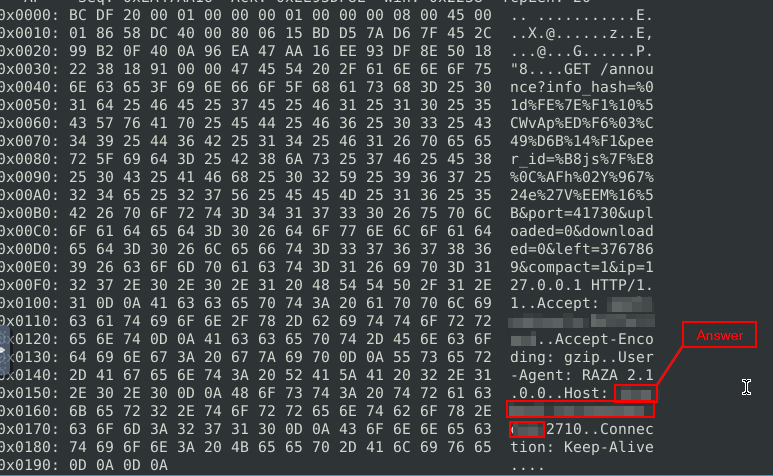 0x0000: BC DF 20 00 01 00 00 00 01 00 00 00 08 00 45 00 .. ...........E.
0x0010: 01 86 58 DC 40 00 80 06 15 BD D5 7A D6 7F 45 2C ..X.@......z..E,
0x0020: 99 B2 0F 40 0A 96 EA 47 AA 16 EE 93 DF 8E 50 18 ...@...G......P.
0x0030: 22 38 18 91 00 00 47 45 54 20 2F 61 6E 6E 6F 75 "8....GET /annou
0x0040: 6E 63 65 3F 69 6E 66 6F 5F 68 61 73 68 3D 25 30 nce?info_hash=%0
0x0050: 31 64 25 46 45 25 37 45 25 46 31 25 31 30 25 35 1d%FE%7E%F1%10%5
0x0060: 43 57 76 41 70 25 45 44 25 46 36 25 30 33 25 43 CWvAp%ED%F6%03%C
0x0070: 34 39 25 44 36 42 25 31 34 25 46 31 26 70 65 65 49%D6B%14%F1&pee
0x0080: 72 5F 69 64 3D 25 42 38 6A 73 25 37 46 25 45 38 r_id=%B8js%7F%E8
0x0090: 25 30 43 25 41 46 68 25 30 32 59 25 39 36 37 25 %0C%AFh%02Y%967%
0x00A0: 32 34 65 25 32 37 56 25 45 45 4D 25 31 36 25 35 24e%27V%EEM%16%5
0x00B0: 42 26 70 6F 72 74 3D 34 31 37 33 30 26 75 70 6C B&port=41730&upl
0x00C0: 6F 61 64 65 64 3D 30 26 64 6F 77 6E 6C 6F 61 64 oaded=0&download
0x00D0: 65 64 3D 30 26 6C 65 66 74 3D 33 37 36 37 38 36 ed=0&left=376786
0x00E0: 39 26 63 6F 6D 70 61 63 74 3D 31 26 69 70 3D 31 9&compact=1&ip=1
0x00F0: 32 37 2E 30 2E 30 2E 31 20 48 54 54 50 2F 31 2E 27.0.0.1 HTTP/1.
0x0100: 31 0D 0A 41 63 63 65 70 74 3A 20 61 70 70 6C 69 1..Accept:
0x0110: 63 61 74 69 6F 6E 2F 78 2D 62 69 74 74 6F 72 72
0x0120: 65 6E 74 0D 0A 41 63 63 65 70 74 2D 45 6E 63 6F ..Accept-Enco
0x0130: 64 69 6E 67 3A 20 67 7A 69 70 0D 0A 55 73 65 72 ding: gzip..User
0x0140: 2D 41 67 65 6E 74 3A 20 52 41 5A 41 20 32 2E 31 -Agent: RAZA 2.1
0x0150: 2E 30 2E 30 0D 0A 48 6F 73 74 3A 20 74 72 61 63 .0.0..Host:
0x0160: 6B 65 72 32 2E 74 6F 72 72 65 6E 74 62 6F 78 2E
0x0170: 63 6F 6D 3A 32 37 31 30 0D 0A 43 6F 6E 6E 65 63 2710..Connec
0x0180: 74 69 6F 6E 3A 20 4B 65 65 70 2D 41 6C 69 76 65 tion: Keep-Alive
0x0190: 0D 0A 0D 0A ....
Answer